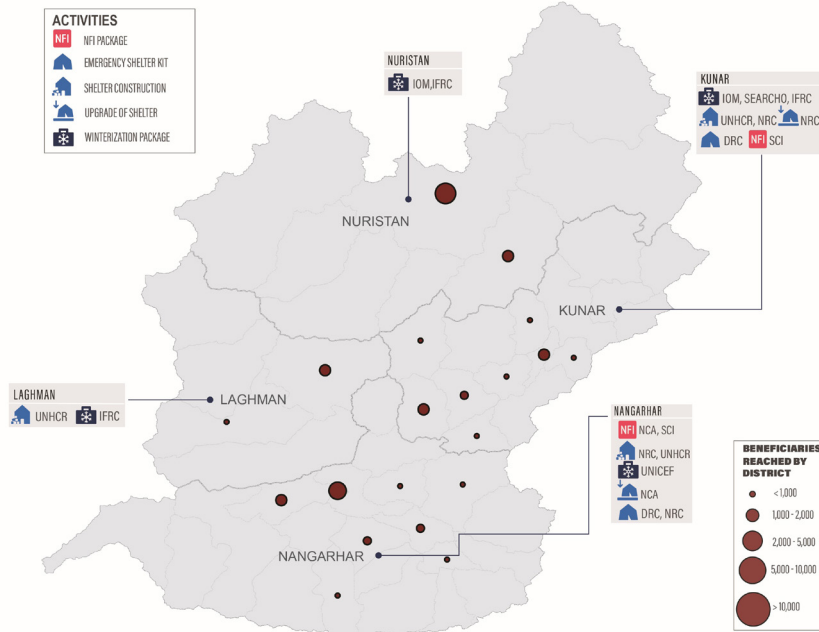 ACTIVITIES
NFI NFI PACKAGE
EMERGENCY SHELTER KIT
SHELTER CONSTRUCTION
UPGRADE OF SHELTER
WINTERIZATION PACKAGE
NURISTAN
IOM,IFRC
KUNAR
IOM, SEARCHO, IFRC
UNHCR, NRC NRC
DRC NFI SCI
NURISTAN
KUNAR
LAGHMAN
UNHCR IFRC
LAGHMAN
NANGARHAR
NFI NCA, SCI
NRC, UNHCR
UNICEF
NCA
DRC, NRC
NANGARHAR
BENEFICIARIES
REACHED BY
DISTRICT
<1,000
1,000 - 2,000
2,000 - 5,000
5,000 - 10,000
> 10,000